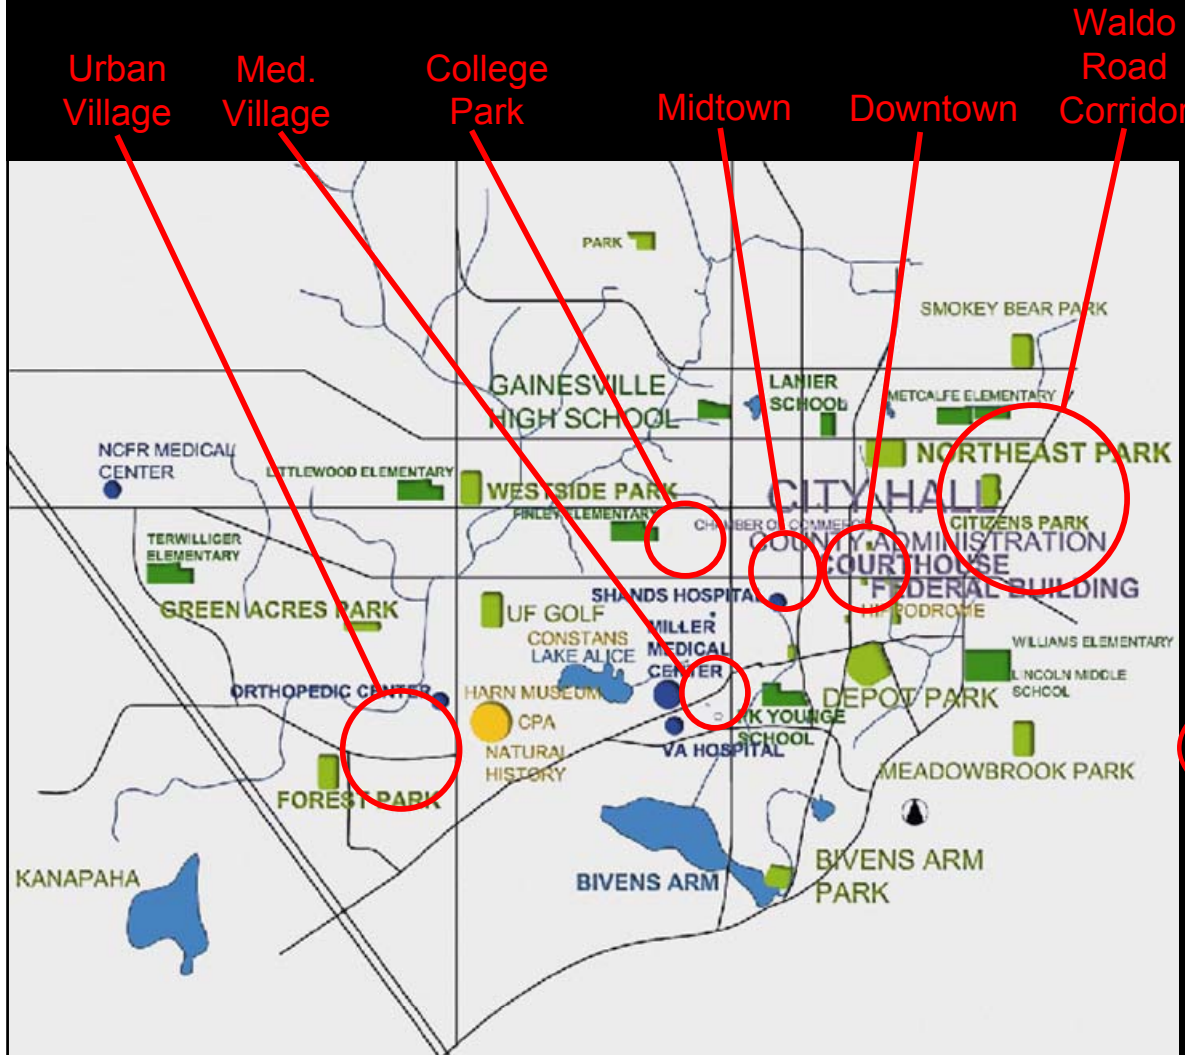 Urban
Village
Med.
Village
College
Park
Midtown
Downtown
Waldo
Road
Corridor
PARK
SMOKEY BEAR PARK
GAINESVILLE
HIGH SCHOOL
LANIER
SCHOOL
METCALFE ELEMENTARY
NCFR MEDICAL
CENTER
LITTLEWOOD ELEMENTARY
WESTSIDE PARK
NORTHEAST PARK
CITY HALL
FINLEY ELEMENTARY
CHAMBER OF COMMERCE
CITIZENS PARK
TERWILLIGER
ELEMENTARY
COUNTY ADMINISTRATION
COURTHOUSE
FEDERAL BUILDING
GREEN ACRES PARK
UF GOLF
SHANDS HOSPITAL
HIPPODROME
CONSTANS
LAKE ALICE
MILLER
MEDICAL
CENTER
WILLIAMS ELEMENTARY
LINCOLN MIDDLE
SCHOOL
ORTHOPEDIC CENTER
HARN MUSEUM
CPA
NATURAL
HISTORY
PK YOUNGE
SCHOOL
VA HOSPITAL
DEPOT PARK
MEADOWBROOK PARK
FOREST PARK
KANAPAHA
BIVENS ARM
BIVENS ARM
PARK